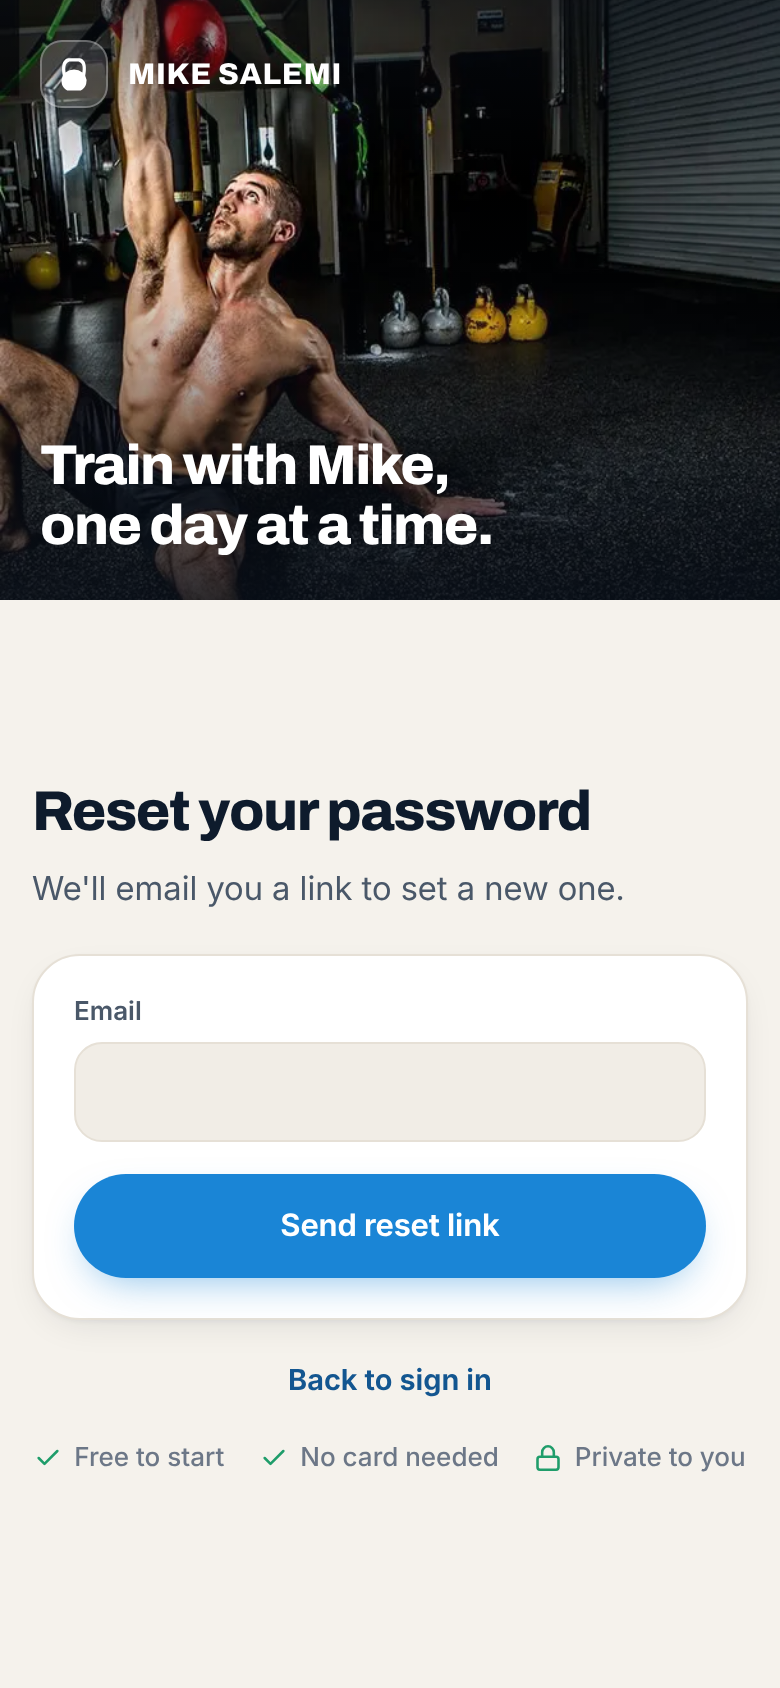 MIKE SALEMI
Train with Mike,
one day at a time.
Reset your password
We'll email you a link to set a new one.
Email
Send reset link
Back to sign in
Free to start
No card needed
Private to you